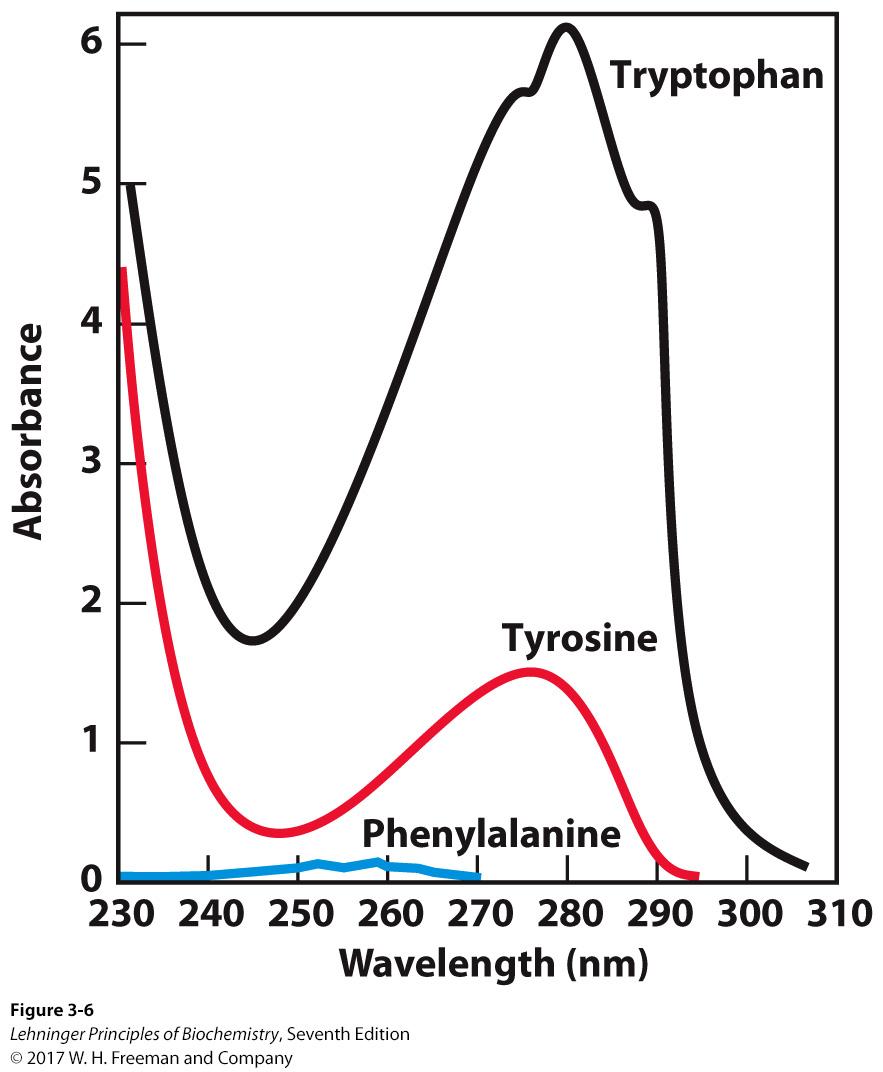 6
Tryptophan
5
4
Absorbance
3
2
Tyrosine
1
Phenylalanine
0
230 240 250 260 270 280 290 300 310
Wavelength (nm)
Figure 3-6
Lehninger Principles of Biochemistry, Seventh Edition
© 2017 W. H. Freeman and Company